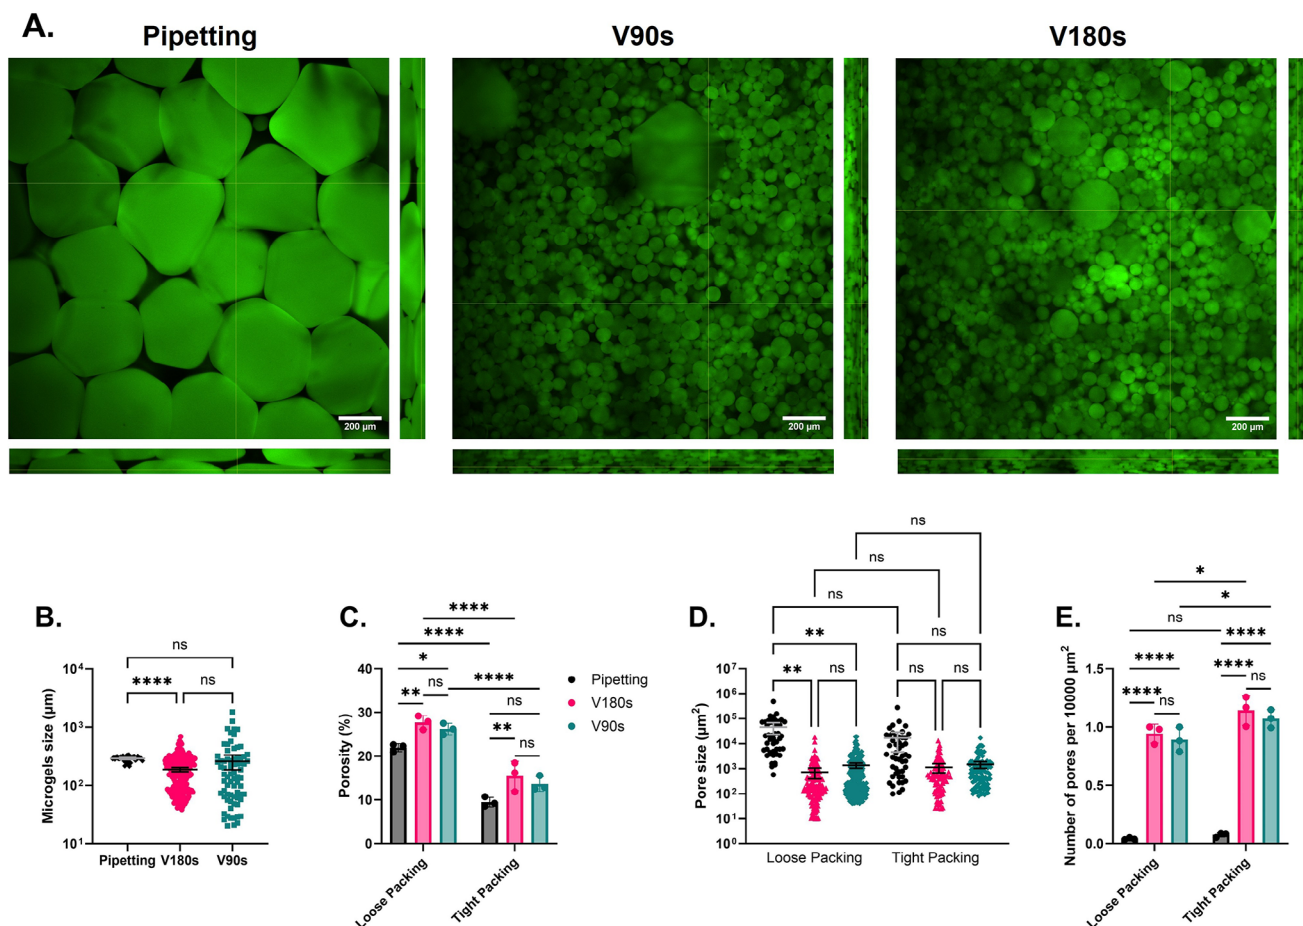 A.
Pipetting
V90s
V180s
200 µm
200 µm
200 µm
B.
ns
****
ns
Microgels size (µm)
10⁴
10³
10²
10¹
Pipetting V180s V90s
C.
****
****
*
ns
****
**
ns
**
ns
Porosity (%)
40
30
20
10
0
Loose Packing
Tight Packing
Pipetting
V180s
V90s
D.
ns
ns
ns
**
ns
**
ns
ns
ns
Pore size (µm²)
10⁷
10⁶
10⁵
10⁴
10³
10²
10¹
10⁰
Loose Packing
Tight Packing
E.
*
*
ns
****
****
****
****
ns
ns
Number of pores per 10000 µm²
1.5
1.0
0.5
0.0
Loose Packing
Tight Packing